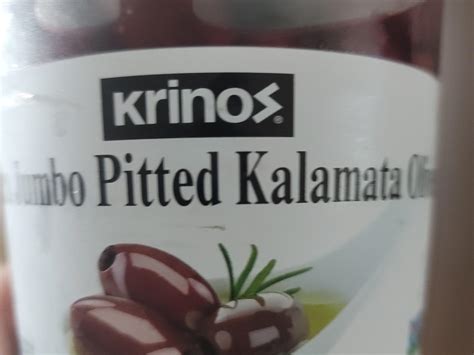 Krinos®
Jumbo Pitted Kalamata